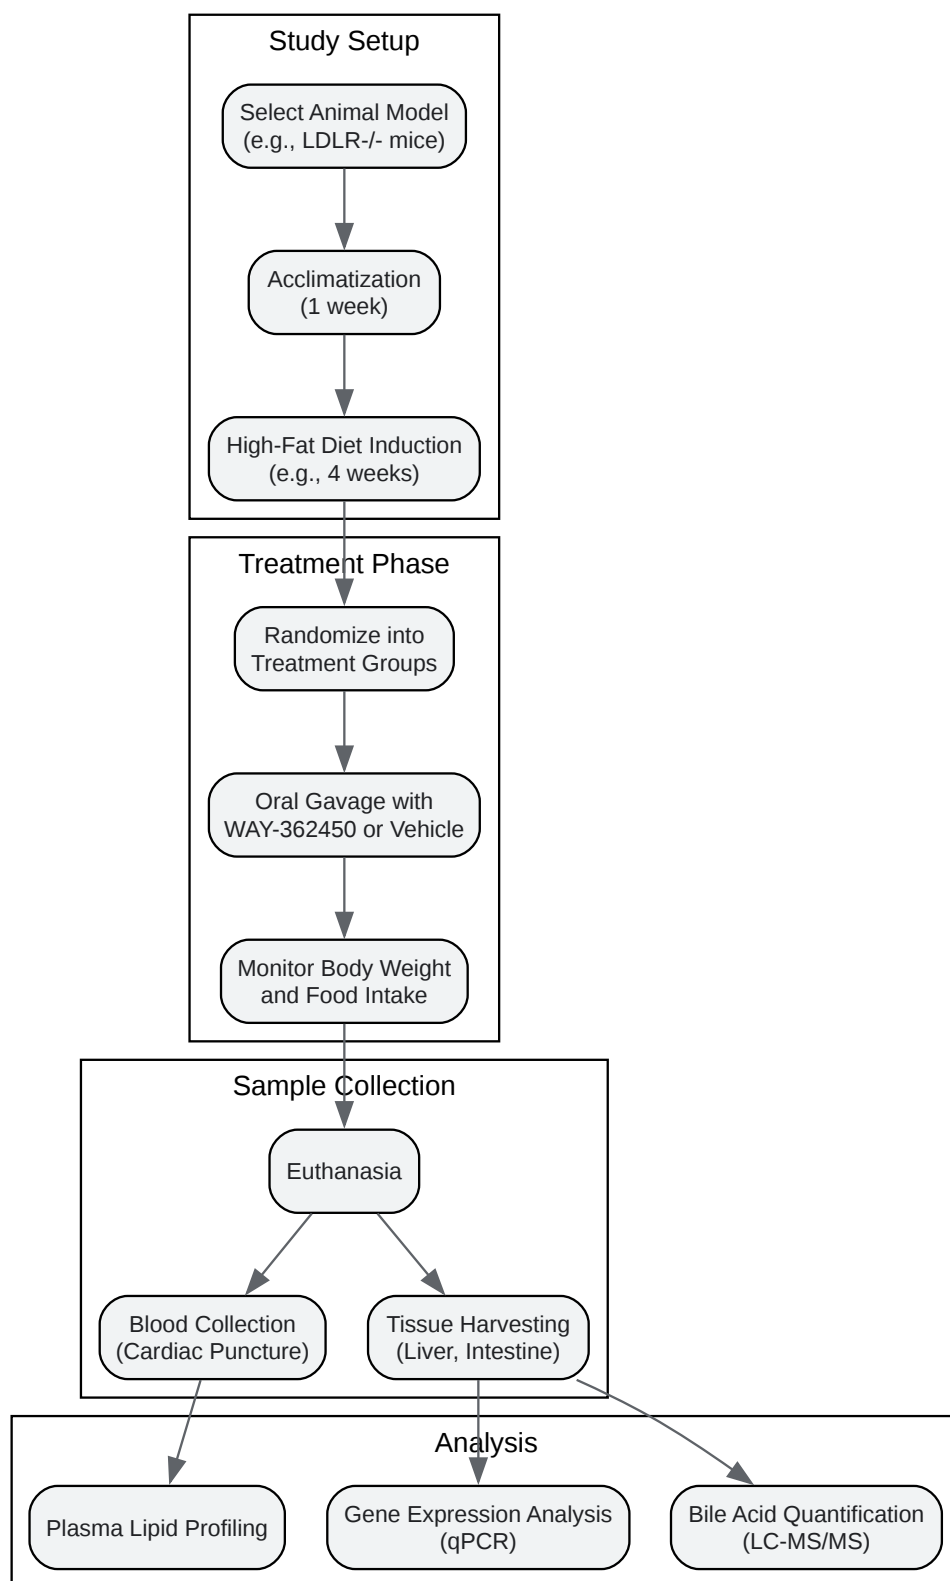 Study Setup
Select Animal Model
(e.g., LDLR-/- mice)
Acclimatization
(1 week)
High-Fat Diet Induction
(e.g., 4 weeks)
Treatment Phase
Randomize into
Treatment Groups
Oral Gavage with
WAY-362450 or Vehicle
Monitor Body Weight
and Food Intake
Sample Collection
Euthanasia
Blood Collection
(Cardiac Puncture)
Tissue Harvesting
(Liver, Intestine)
Analysis
Plasma Lipid Profiling
Gene Expression Analysis
(qPCR)
Bile Acid Quantification
(LC-MS/MS)